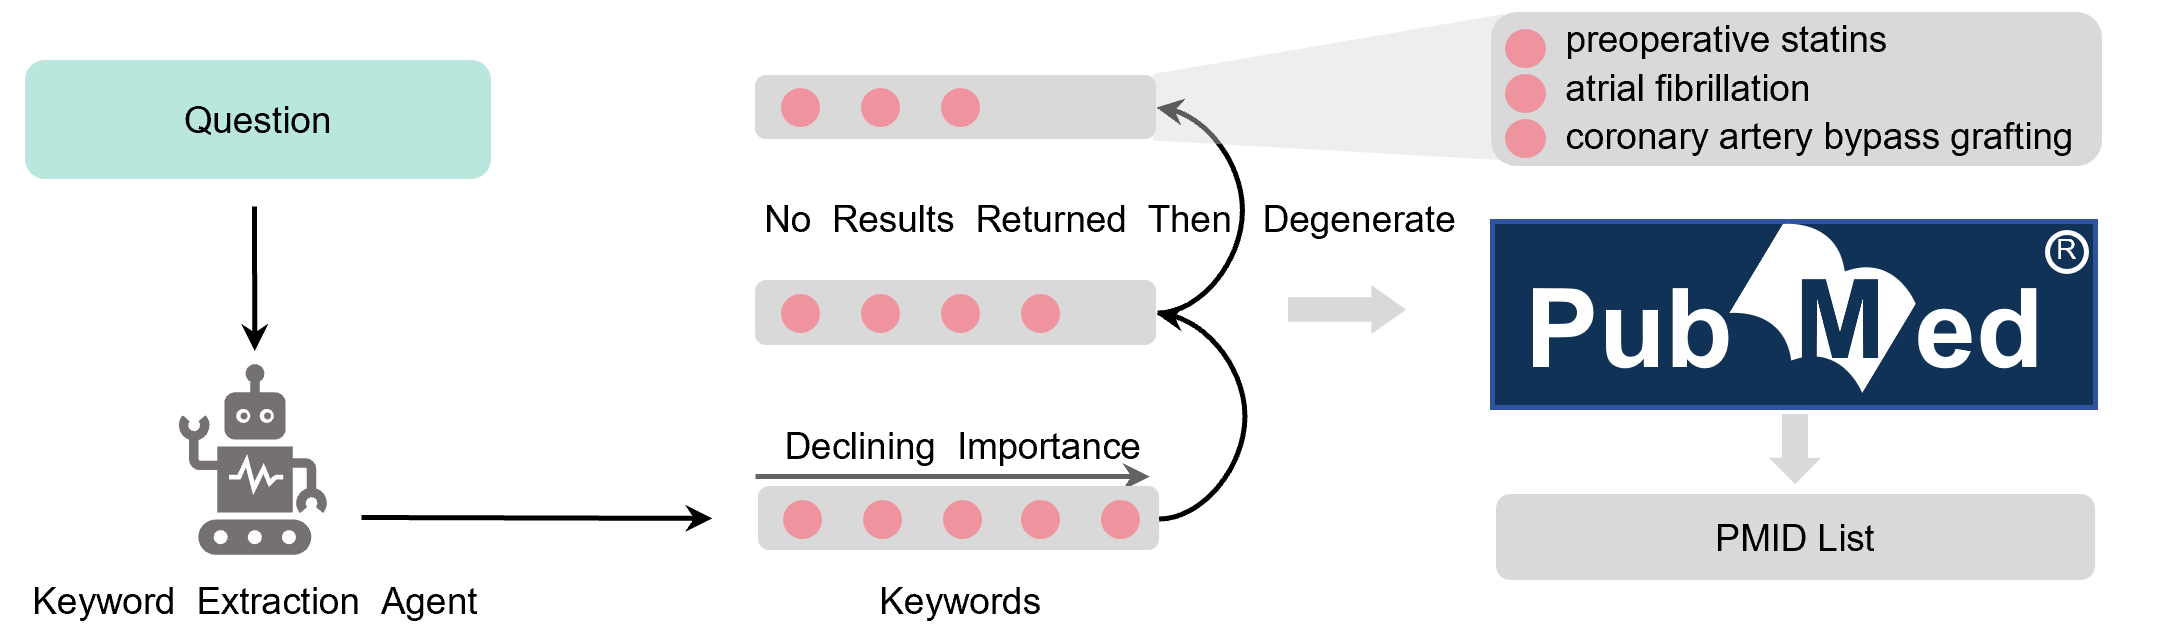 Question
Keyword Extraction Agent
No Results Returned Then Degenerate
Declining Importance
Keywords
preoperative statins
atrial fibrillation
coronary artery bypass grafting
PubMed
®
PMID List